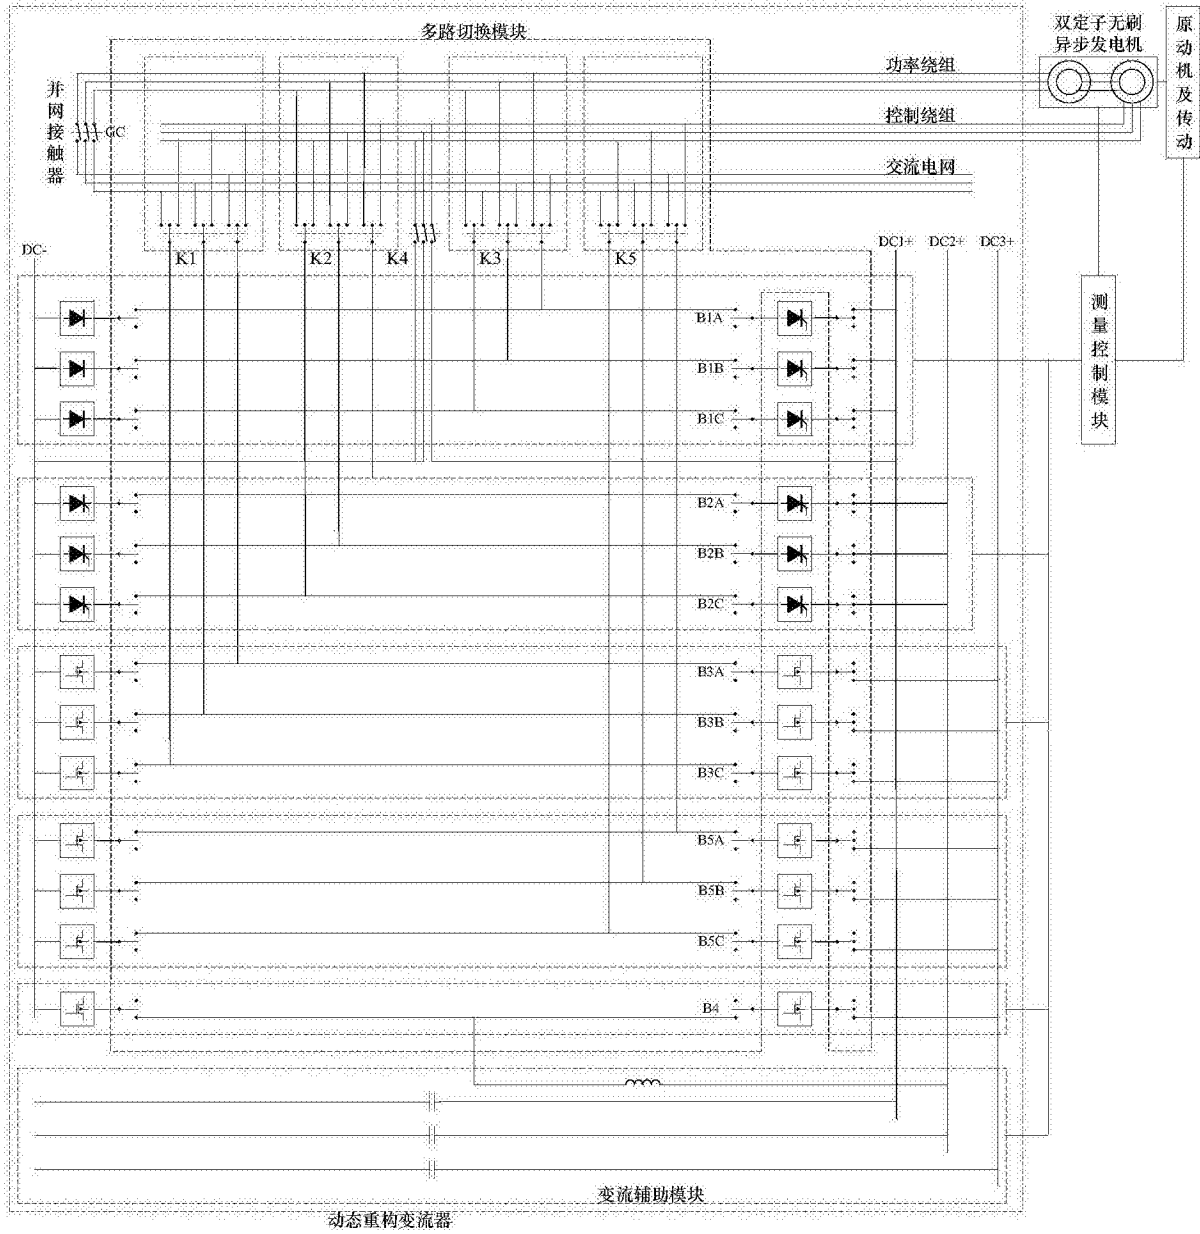 多路切换模块
双定子无刷
异步发电机
原动机及传动
功率绕组
并网接触器
GC
控制绕组
交流电网
DC-
K1
K2
K4
K3
K5
DC1+
DC2+
DC3+
测量控制模块
B1A
B1B
B1C
B2A
B2B
B2C
B3A
B3B
B3C
B5A
B5B
B5C
B4
变流辅助模块
动态重构变流器